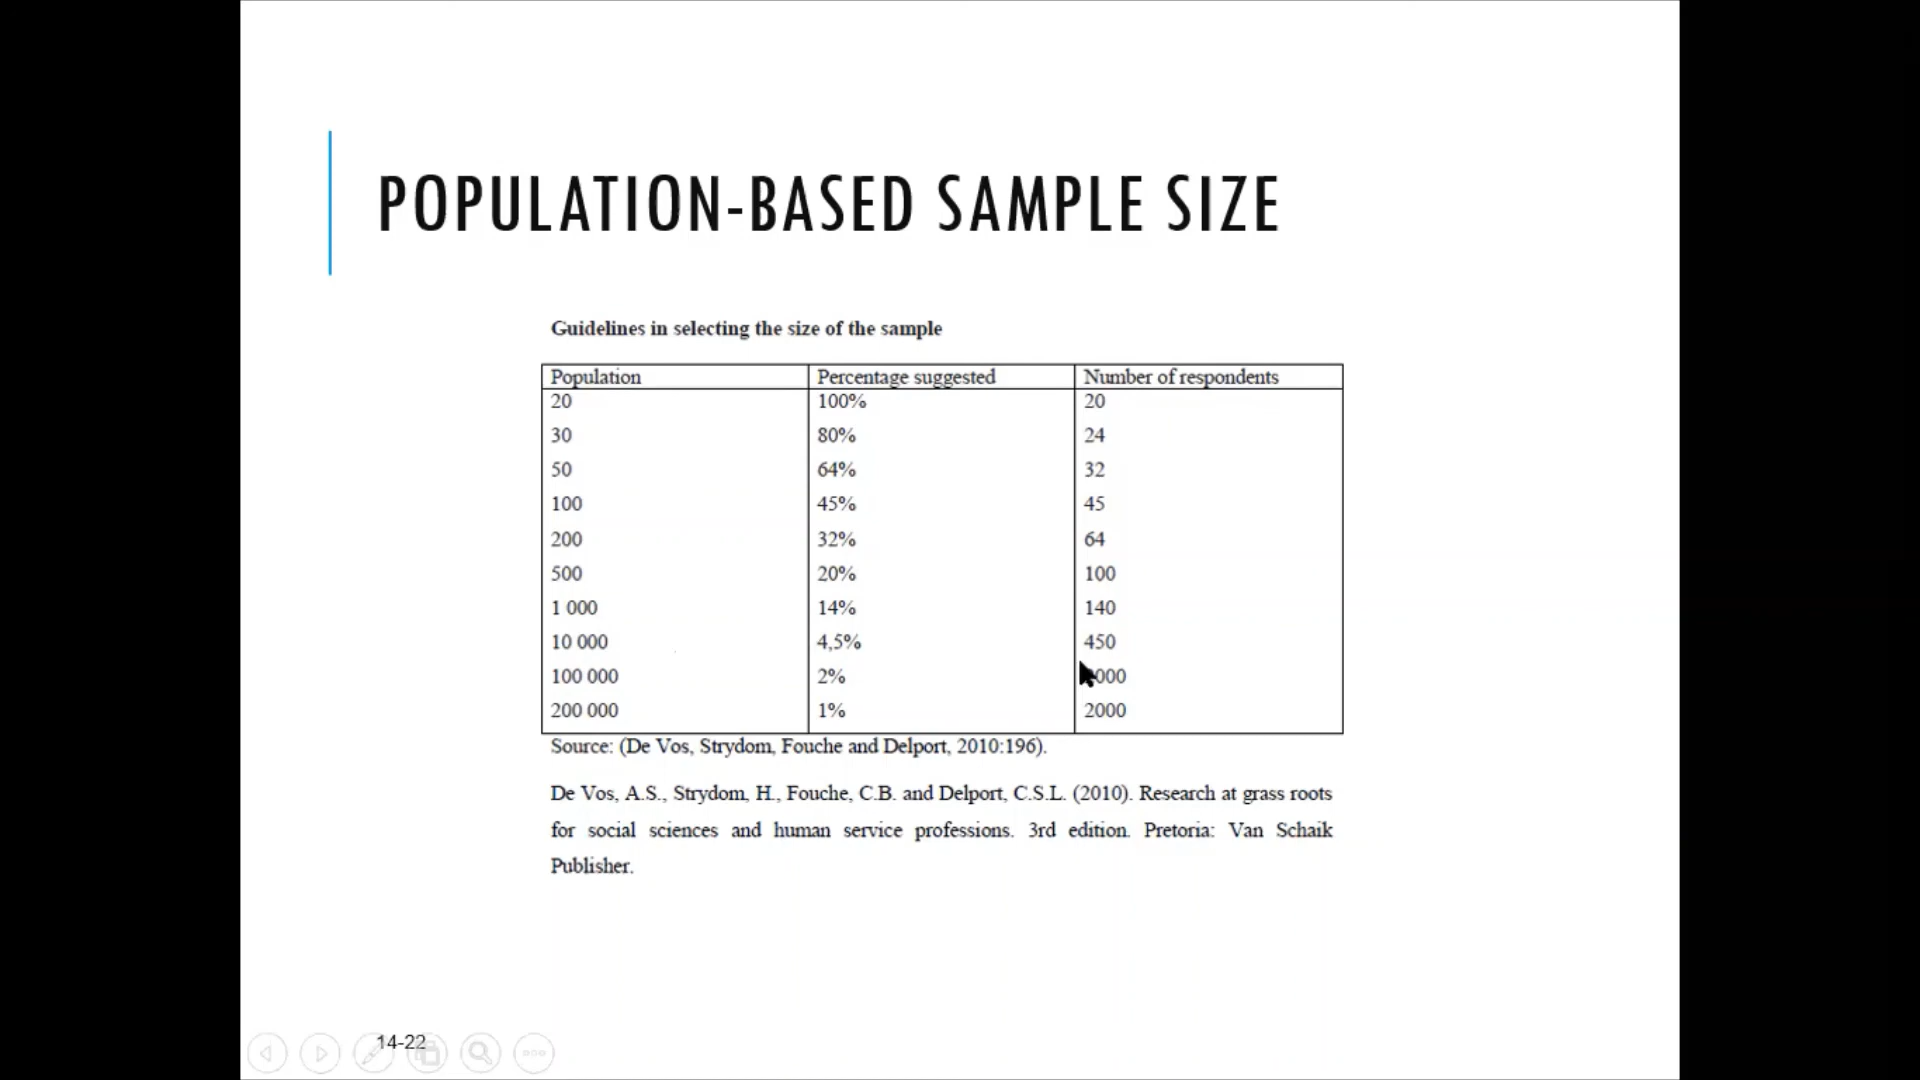 POPULATION-BASED SAMPLE SIZE
Guidelines in selecting the size of the sample
Population Percentage suggested Number of respondents
20 100% 20
30 80% 24
50 64% 32
100 45% 45
200 32% 64
500 20% 100
1 000 14% 140
10 000 4,5% 450
100 000 2%
200 000 1% 2000
Source: (De Vos, Strydom, Fouche and Delport, 2010:196).
De Vos, A.S., Strydom, H., Fouche, C.B. and Delport, C.S.L. (2010). Research at grass roots
for social sciences and human service professions. 3rd edition. Pretoria: Van Schaik
Publisher.
14-22